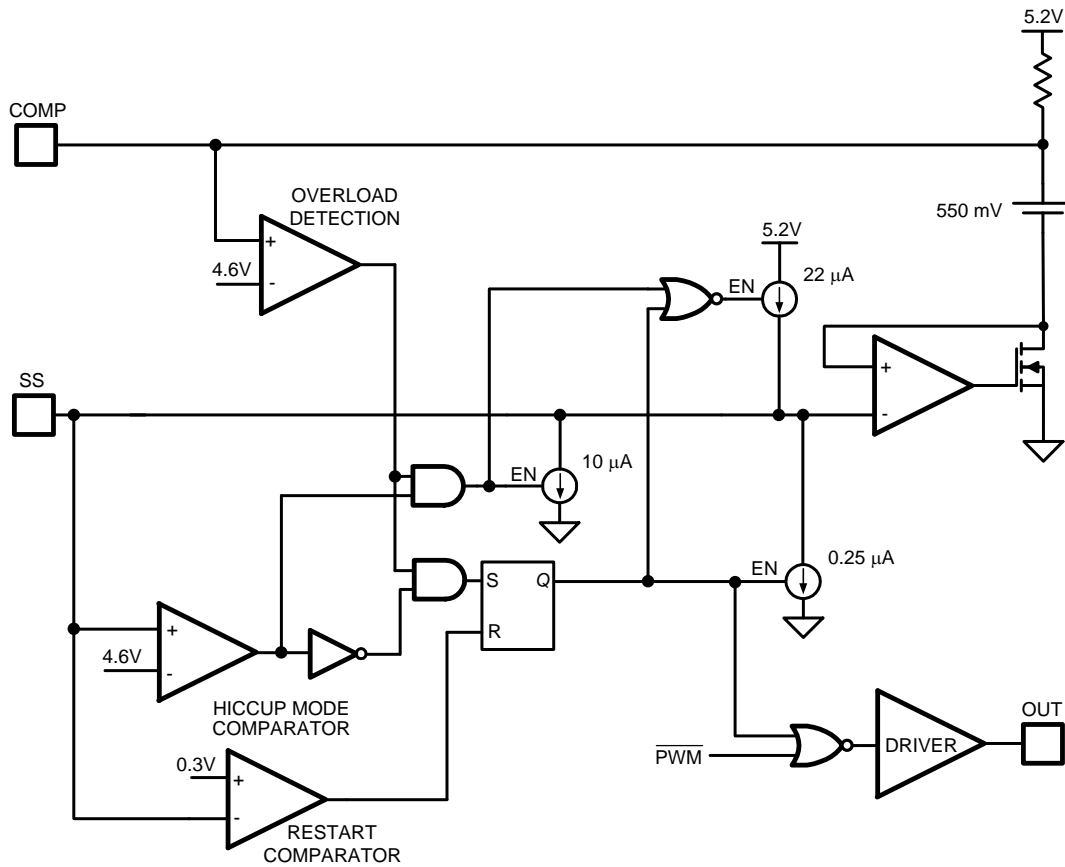 5.2V
COMP
OVERLOAD
DETECTION
550 mV
+
4.6V
-
5.2V
EN
22 μA
SS
+
-
EN
10 μA
0.25 μA
EN
S
Q
R
+
4.6V
-
HICCUP MODE
COMPARATOR
OUT
DRIVER
PWM
0.3V
+
-
RESTART
COMPARATOR